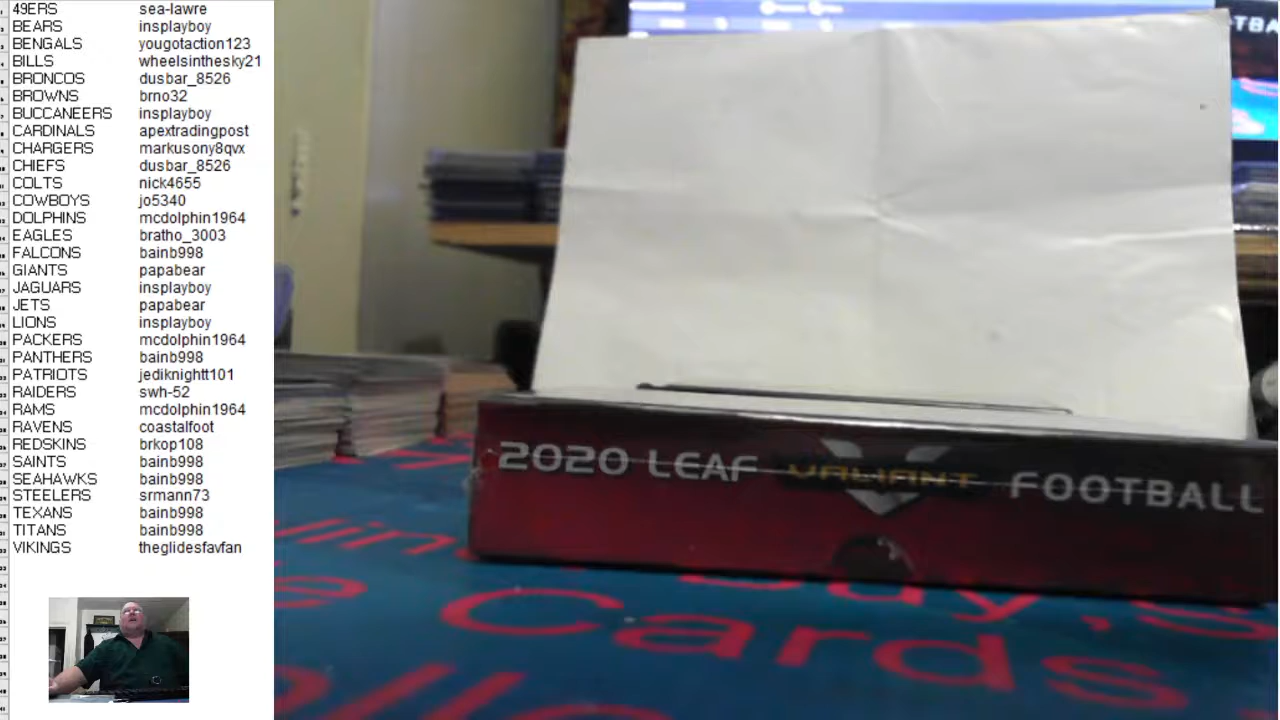 49ERS sea-lawre
BEARS insplayboy
BENGALS yougotaction123
BILLS wheelsinthesky21
BRONCOS dusbar_8526
BROWNS brno32
BUCCANEERS insplayboy
CARDINALS apextradingpost
CHARGERS markusony8qvx
CHIEFS dusbar_8526
COLTS nick4655
COWBOYS jo5340
DOLPHINS mcdolphin1964
EAGLES bratho_3003
FALCONS bainb998
GIANTS papabear
JAGUARS insplayboy
JETS papabear
LIONS insplayboy
PACKERS mcdolphin1964
PANTHERS bainb998
PATRIOTS jediknightt101
RAIDERS swh-52
RAMS mcdolphin1964
RAVENS coastalfoot
REDSKINS brkop108
SAINTS bainb998
SEAHAWKS bainb998
STEELERS srmann73
TEXANS bainb998
TITANS bainb998
VIKINGS theglidesfavfan
TBA
2020 LEAF VALIANT FOOTBALL
Cards